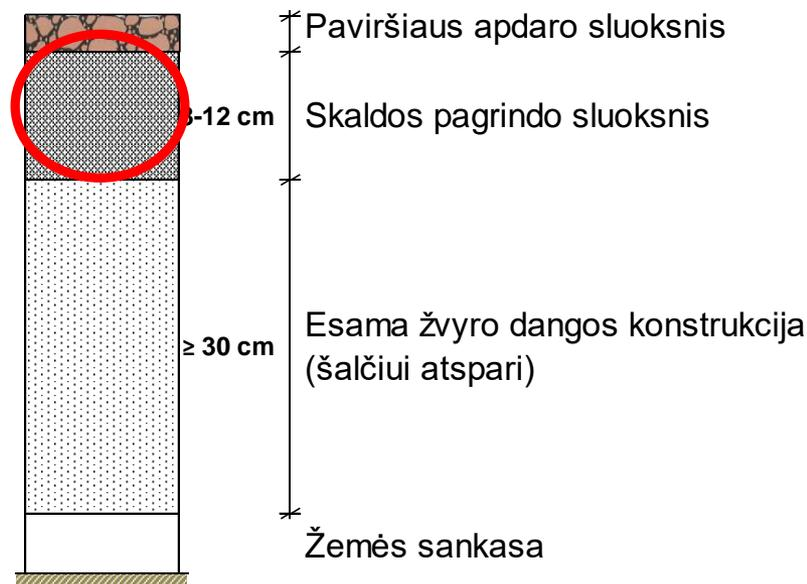 Paviršiaus apdaro sluoksnis
-12 cm
Skaldos pagrindo sluoksnis
≥ 30 cm
Esama žvyro dangos konstrukcija
(šalčiui atspari)
Žemės sankasa